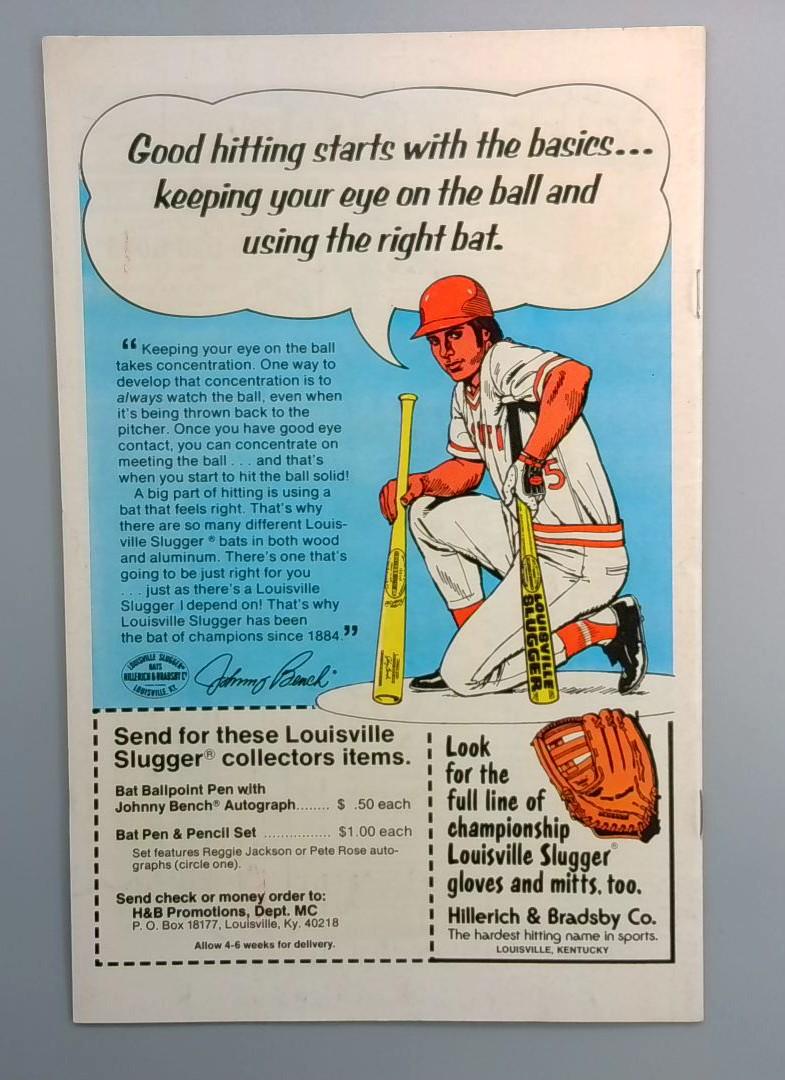 Good hitting starts with the basics...
keeping your eye on the ball and
using the right bat.
“ Keeping your eye on the ball
takes concentration. One way to
develop that concentration is to
always watch the ball, even when
it's being thrown back to the
pitcher. Once you have good eye
contact, you can concentrate on
meeting the ball . . . and that's
when you start to hit the ball solid!
A big part of hitting is using a
bat that feels right. That's why
there are so many different Louis-
ville Slugger ® bats in both wood
and aluminum. There's one that's
going to be just right for you
. . . just as there's a Louisville
Slugger I depend on! That's why
Louisville Slugger has been
the bat of champions since 1884.”
5
LOUISVILLE
SLUGGER
LOUISVILLE SLUGGER
BATS
HILLERICH & BRADSBY Co
LOUISVILLE, KY.
Johnny Bench
Send for these Louisville
Slugger® collectors items.
Bat Ballpoint Pen with
Johnny Bench® Autograph........ $ .50 each
Bat Pen & Pencil Set ................ $1.00 each
Set features Reggie Jackson or Pete Rose auto-
graphs (circle one).
Send check or money order to:
H&B Promotions, Dept. MC
P. O. Box 18177, Louisville, Ky. 40218
Allow 4-6 weeks for delivery.
Look
for the
full line of
championship
Louisville Slugger®
gloves and mitts, too.
Hillerich & Bradsby Co.
The hardest hitting name in sports.
LOUISVILLE, KENTUCKY